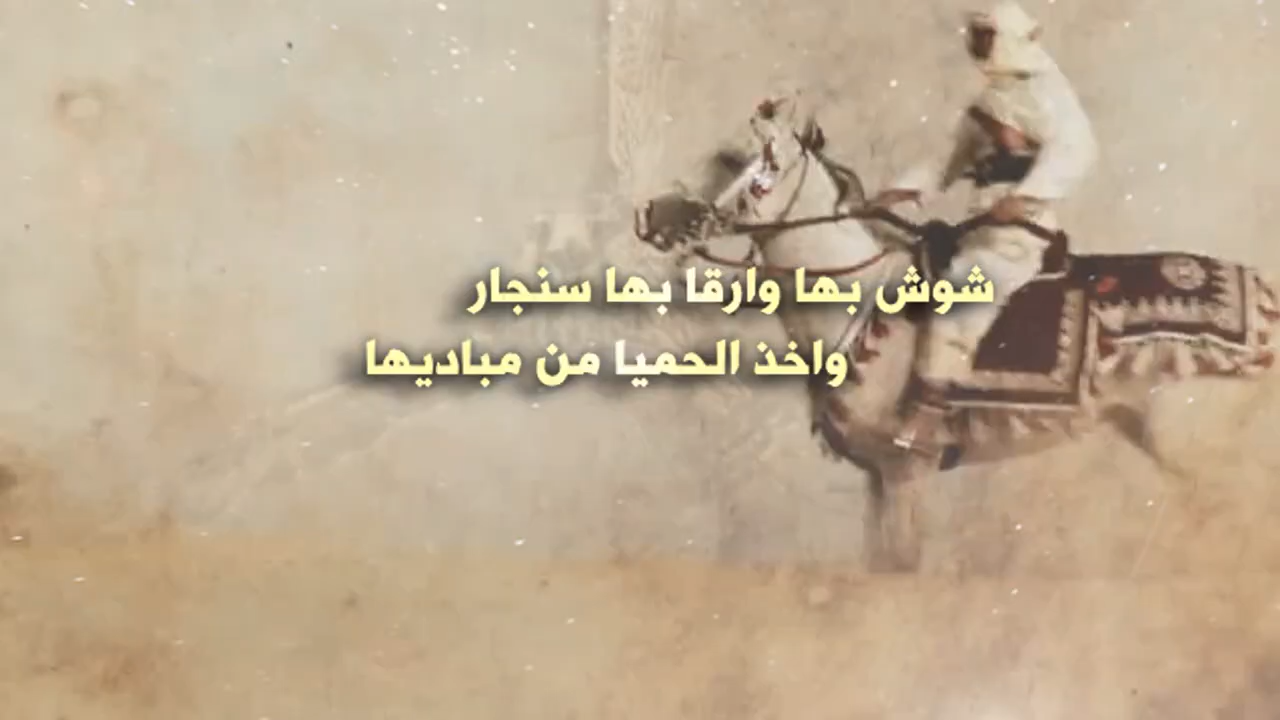 شوش بها وارقا بها سنجار
واخذ الحميا من مباديها